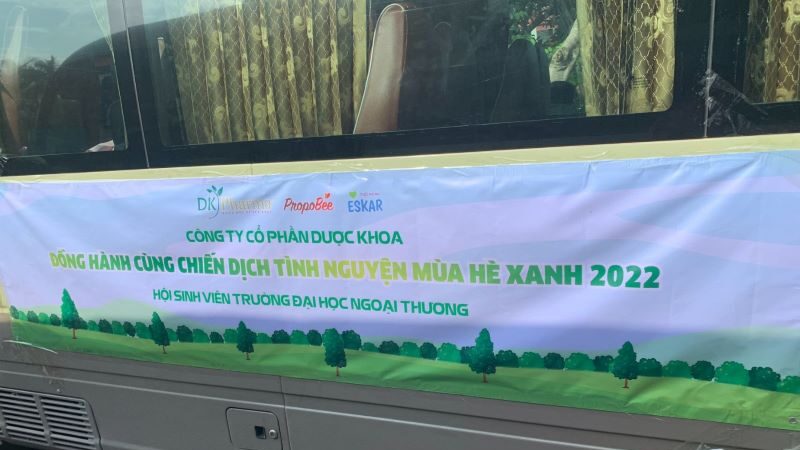 DK Pharma PropoBee ESKAR
CÔNG TY CỔ PHẦN DƯỢC KHOA
ĐỒNG HÀNH CÙNG CHIẾN DỊCH TÌNH NGUYỆN MÙA HÈ XANH 2022
HỘI SINH VIÊN TRƯỜNG ĐẠI HỌC NGOẠI THƯƠNG